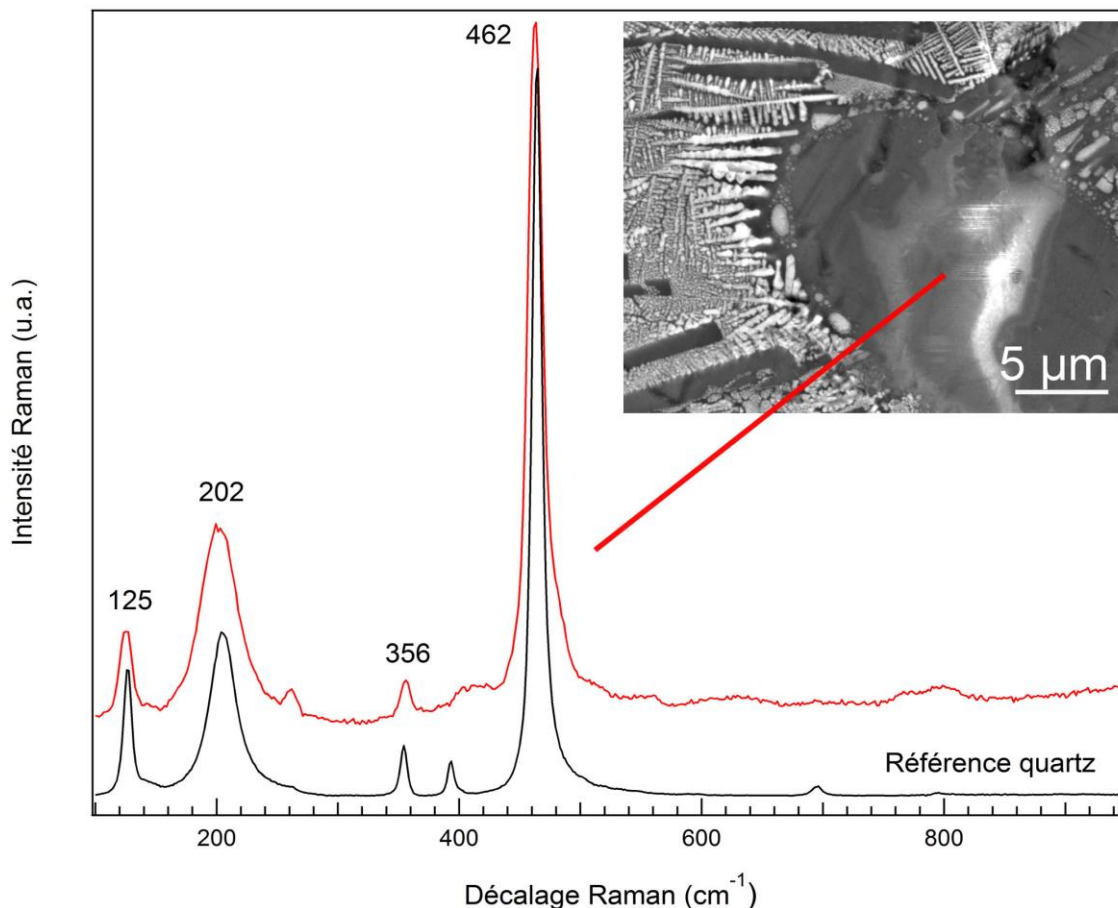 462
5 µm
202
125
356
Référence quartz
200
400
600
800
Intensité Raman (u.a.)
Décalage Raman (cm⁻¹)